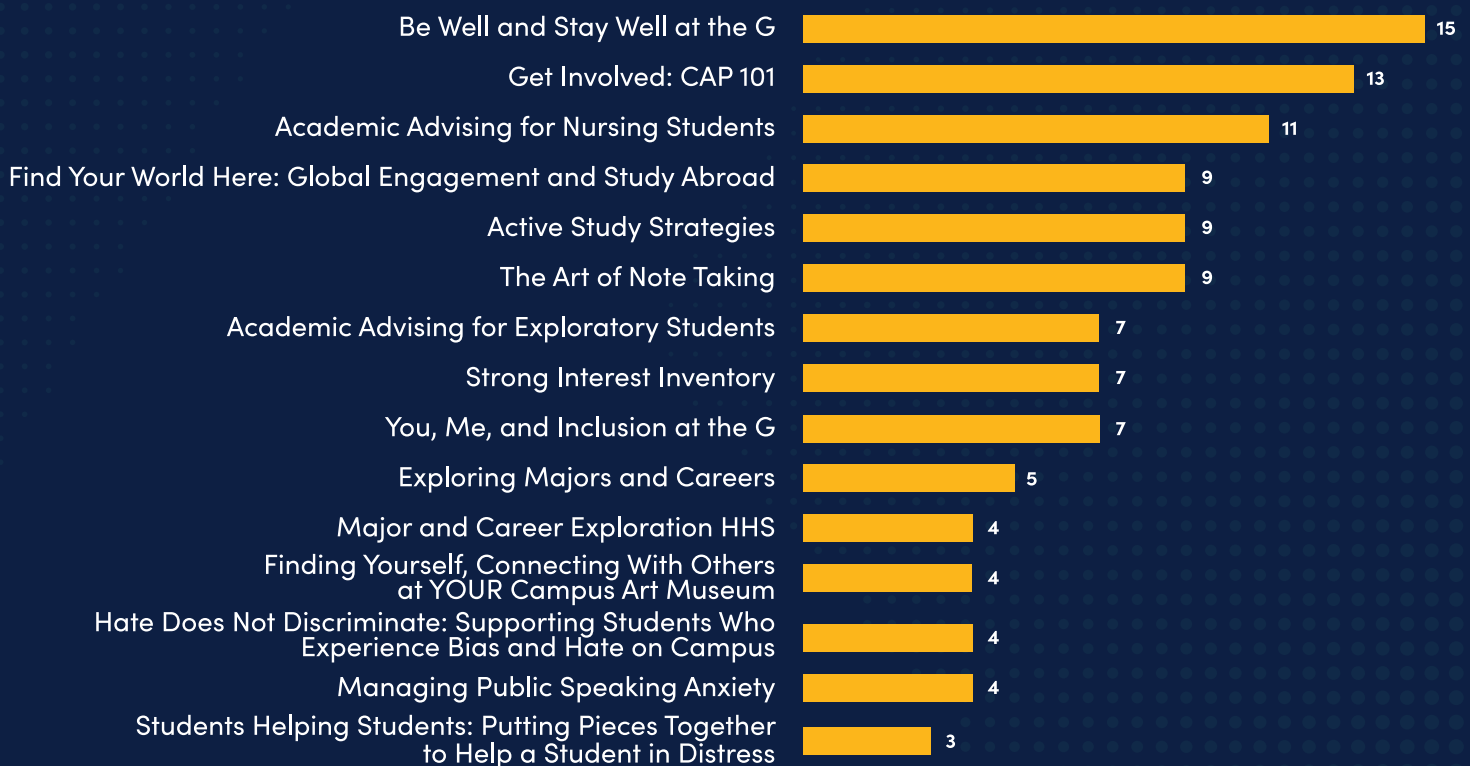 Be Well and Stay Well at the G 15
Get Involved: CAP 101 13
Academic Advising for Nursing Students 11
Find Your World Here: Global Engagement and Study Abroad 9
Active Study Strategies 9
The Art of Note Taking 9
Academic Advising for Exploratory Students 7
Strong Interest Inventory 7
You, Me, and Inclusion at the G 7
Exploring Majors and Careers 5
Major and Career Exploration HHS 4
Finding Yourself, Connecting With Others
at YOUR Campus Art Museum 4
Hate Does Not Discriminate: Supporting Students Who
Experience Bias and Hate on Campus 4
Managing Public Speaking Anxiety 4
Students Helping Students: Putting Pieces Together
to Help a Student in Distress 3